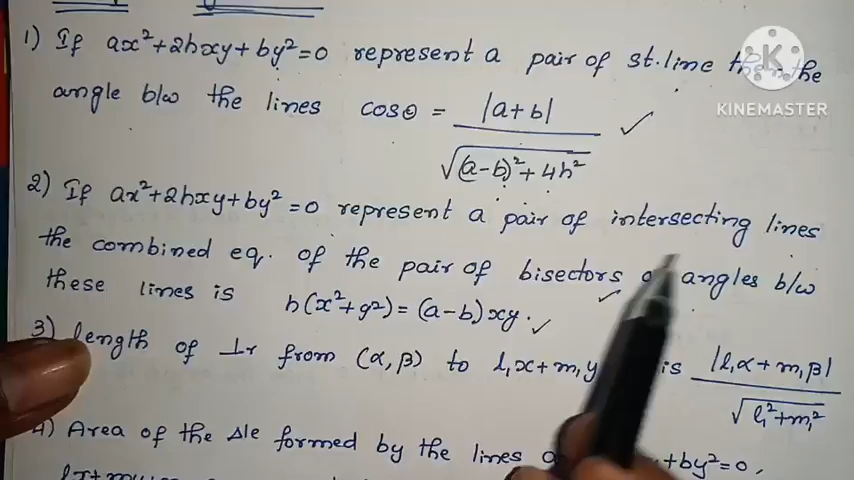 KINEMASTER
1) If ax²+2hxy+by²=0 represent a pair of st.line then the
angle b/w the lines cosθ = |a+b| / √(a-b)²+4h²
2) If ax²+2hxy+by²=0 represent a pair of intersecting lines
the combined eq. of the pair of bisectors of angles b/w
these lines is h(x²+y²)=(a-b)xy.
3) length of ⊥r from (α,β) to l₁x+m₁y is |l₁α+m₁β| / √l₁²+m₁²
4) Area of the Δle formed by the lines +by²=0,